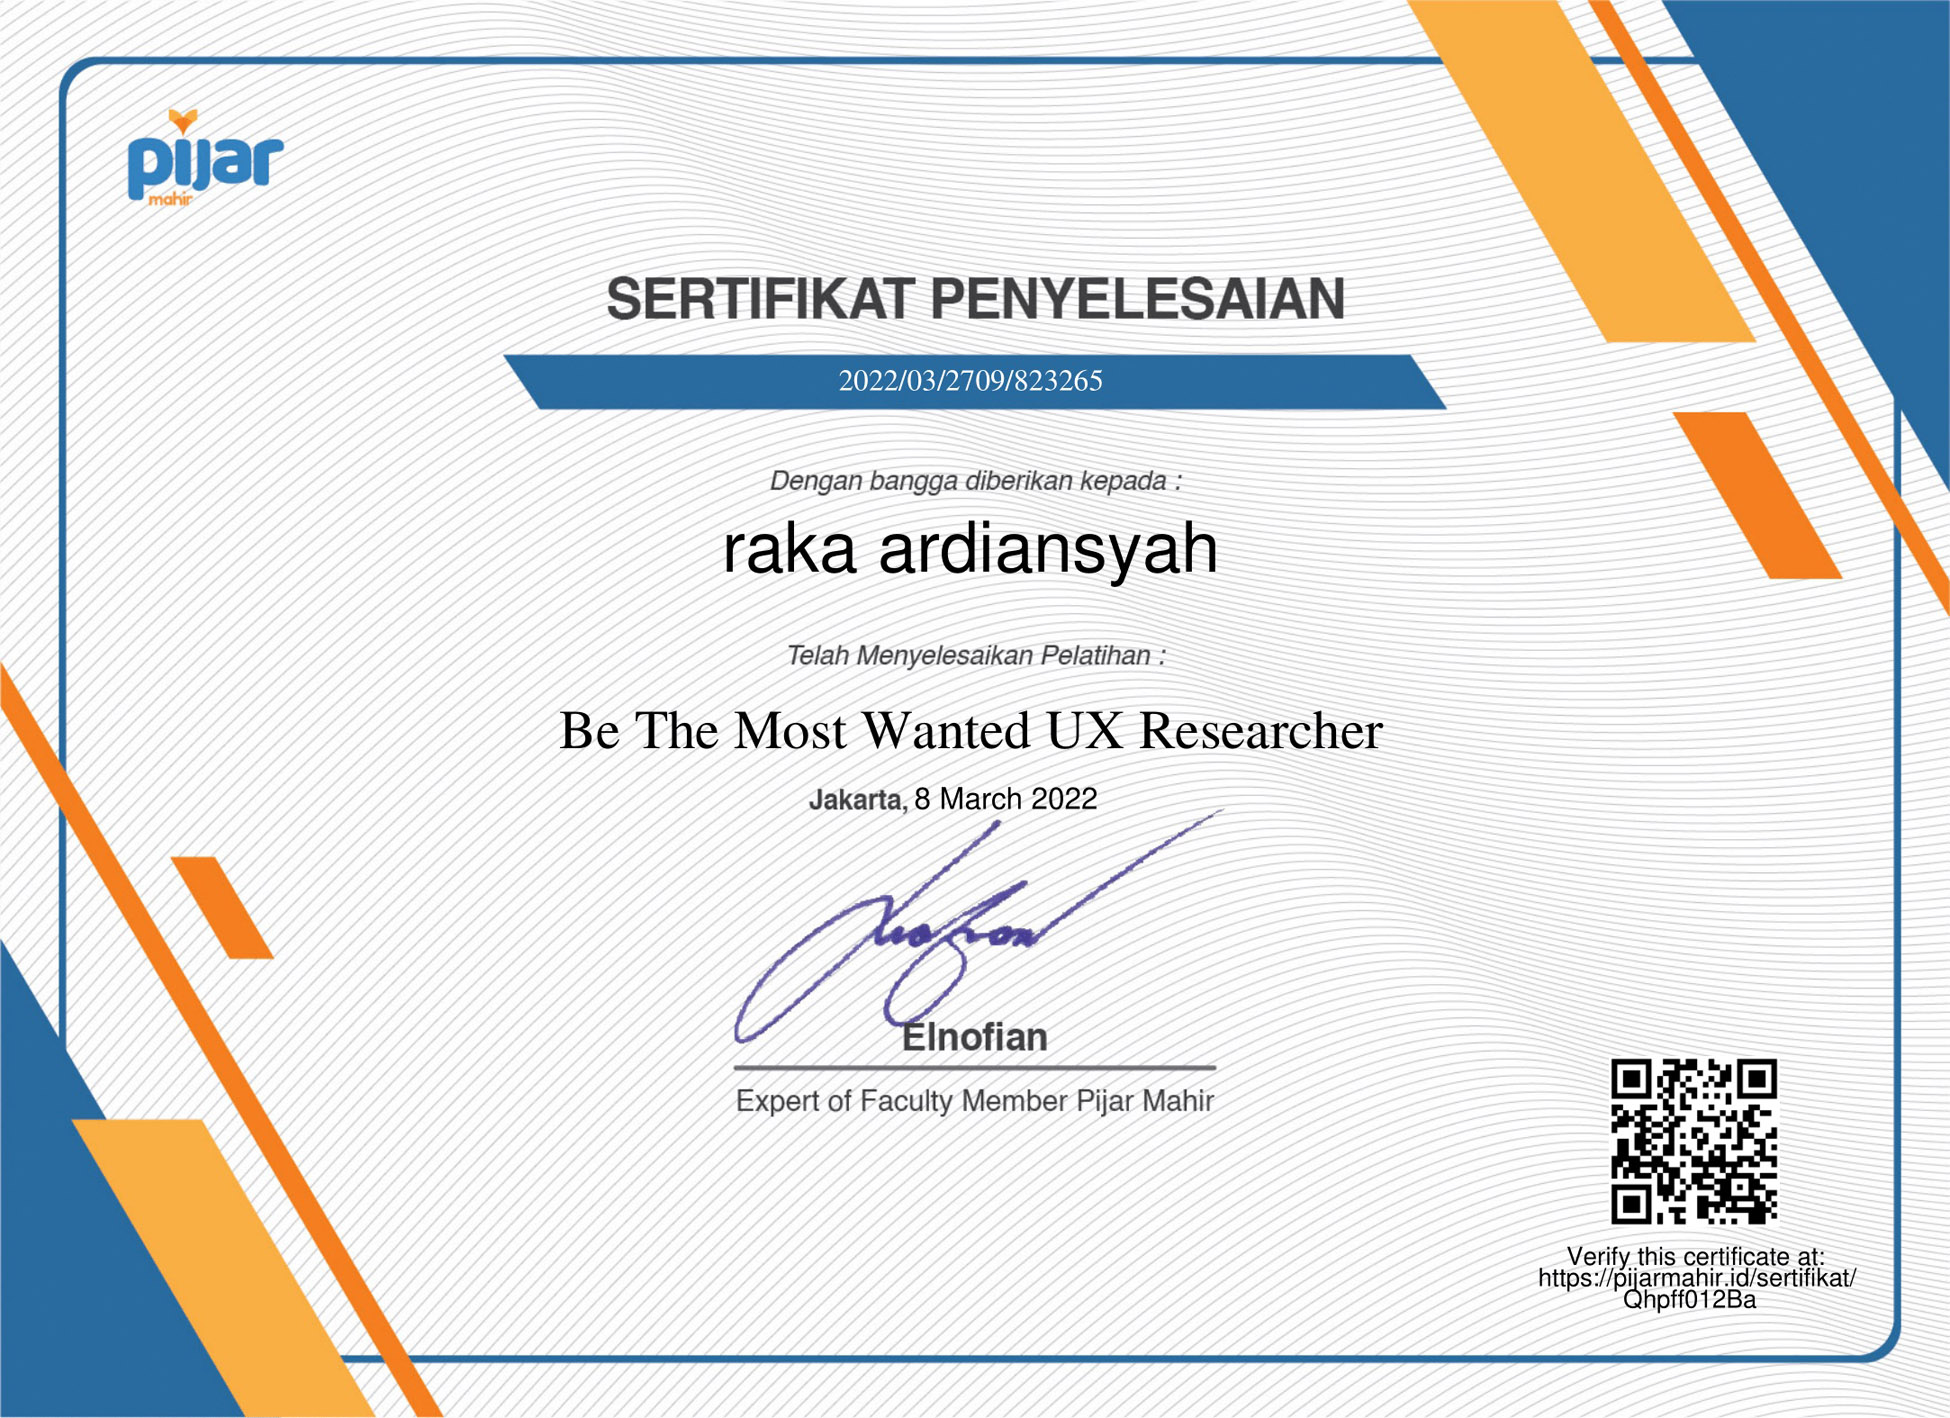 pijar
mahir
SERTIFIKAT PENYELESAIAN
2022/03/2709/823265
Dengan bangga diberikan kepada :
raka ardiansyah
Telah Menyelesaikan Pelatihan :
Be The Most Wanted UX Researcher
Jakarta, 8 March 2022
Elnofian
Expert of Faculty Member Pijar Mahir
Verify this certificate at:
https://pijarmahir.id/sertifikat/
Qhpff012Ba